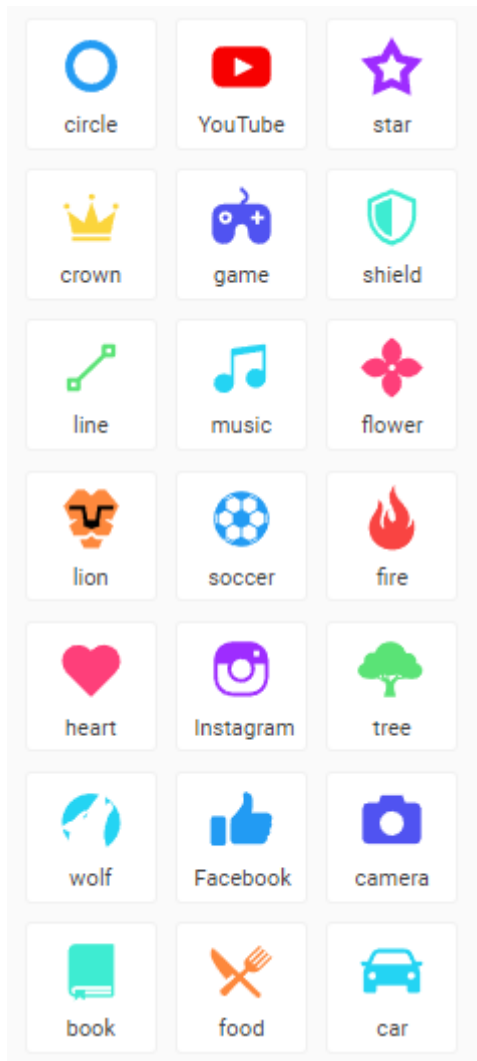 circle
YouTube
star
crown
game
shield
line
music
flower
lion
soccer
fire
heart
Instagram
tree
wolf
Facebook
camera
book
food
car